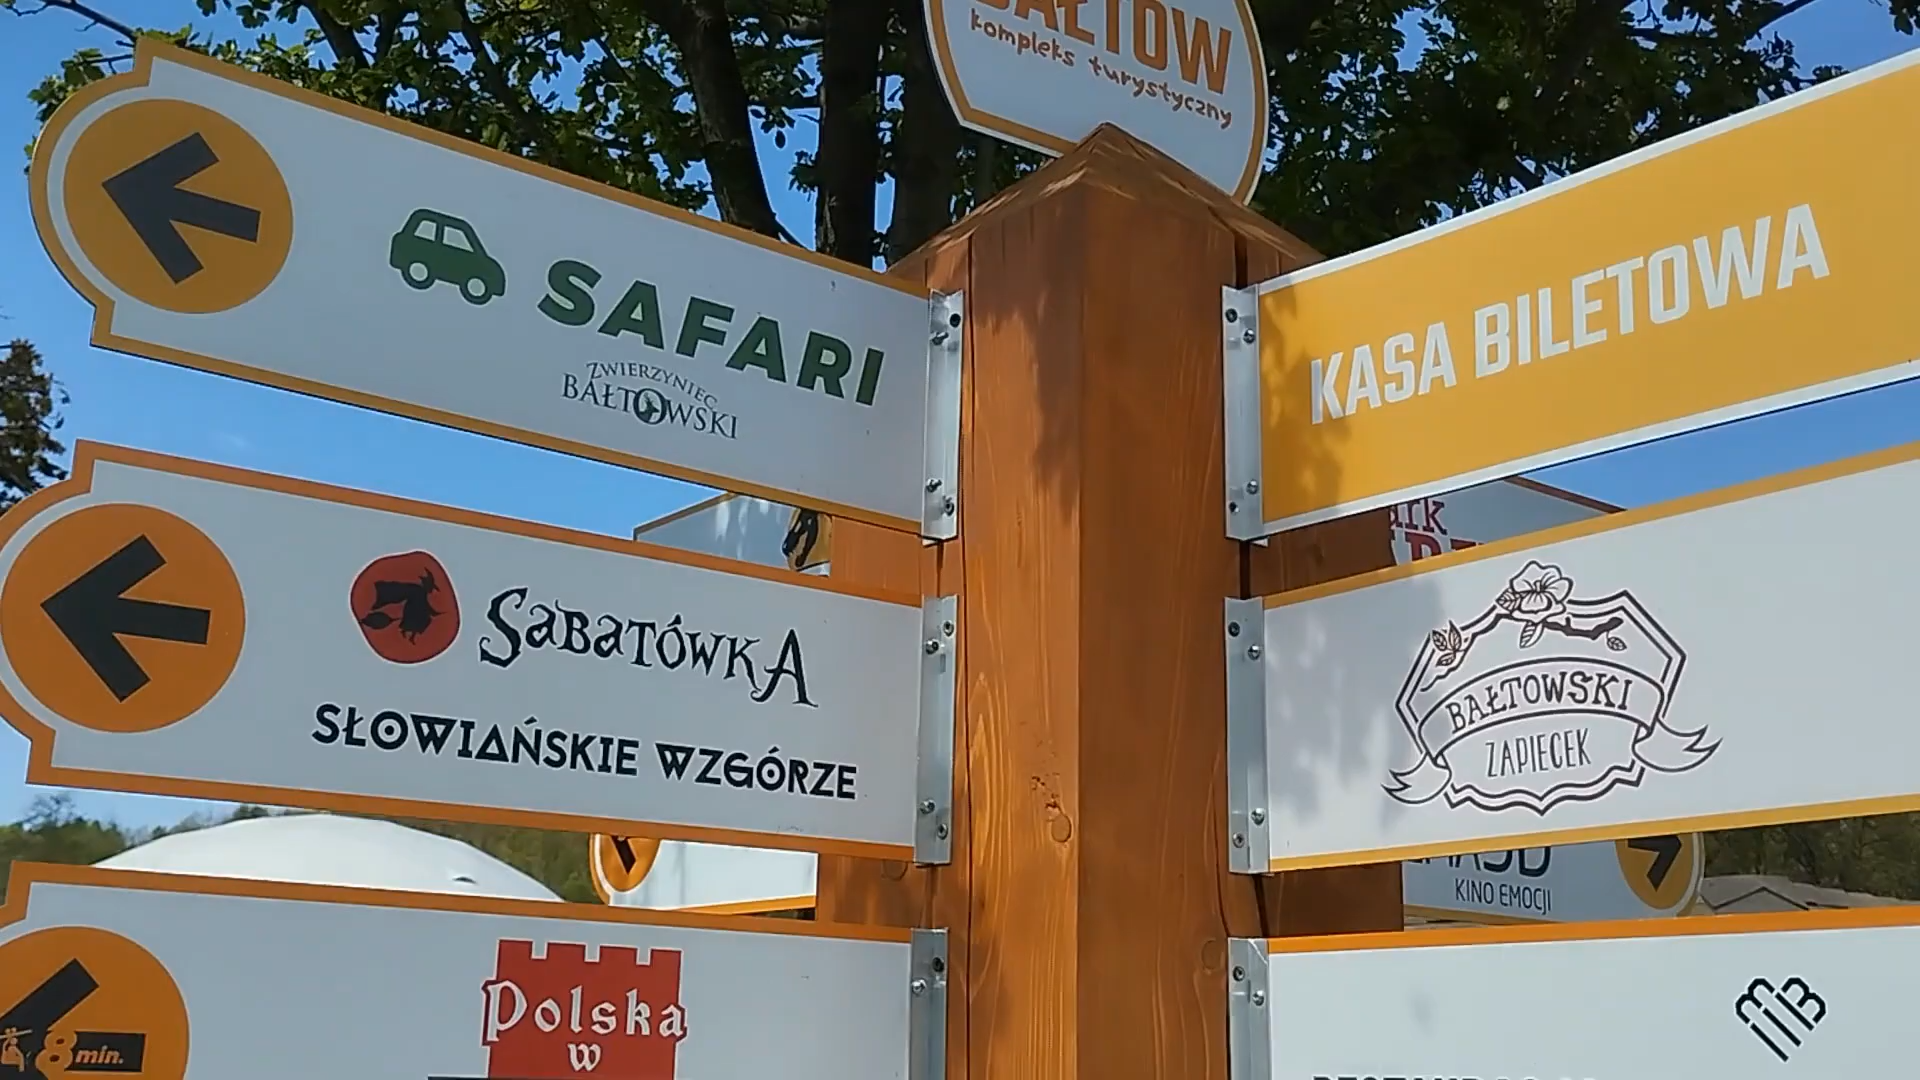 BAŁTÓW
kompleks turystyczny
SAFARI
ZWIERZYNIEC
BAŁTOWSKI
KASA BILETOWA
SABATÓWKA
SŁOWIAŃSKIE WZGÓRZE
BAŁTOWSKI
ZAPIECEK
KINO EMOCJI
8 min.
Polska
w